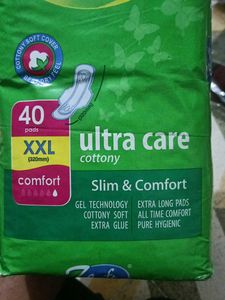 COTTONY SOFT COVER
40
pads
XXL
(320mm)
comfort
ultra care
cottony
Slim & Comfort
GEL TECHNOLOGY
COTTONY SOFT
EXTRA GLUE
EXTRA LONG PADS
ALL TIME COMFORT
PURE HYGIENIC